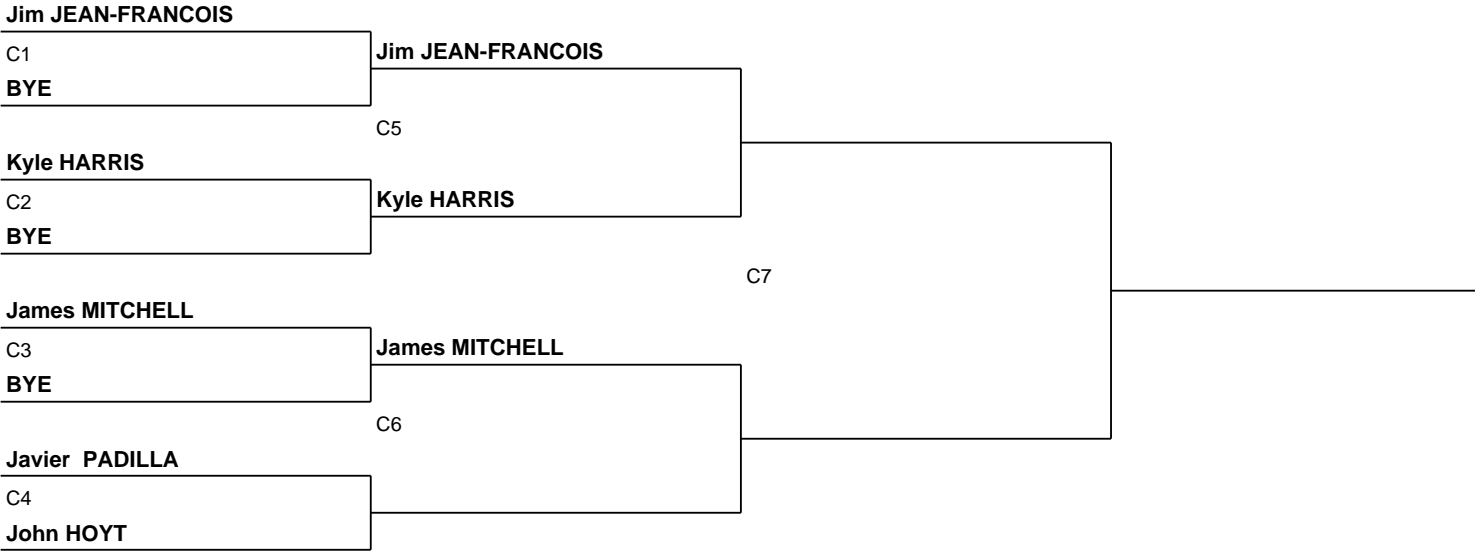 Jim JEAN-FRANCOIS
C1
BYE
Jim JEAN-FRANCOIS
C5
Kyle HARRIS
C2
BYE
Kyle HARRIS
C7
James MITCHELL
C3
BYE
James MITCHELL
C6
Javier  PADILLA
C4
John HOYT